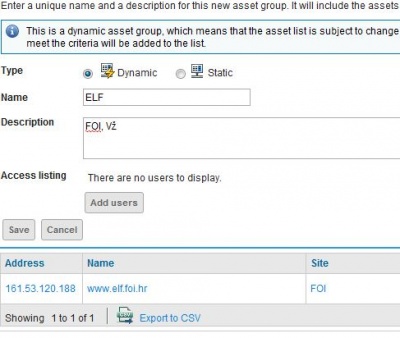 Enter a unique name and a description for this new asset group. It will include the assets
This is a dynamic asset group, which means that the asset list is subject to change
meet the criteria will be added to the list.
Type Dynamic Static
Name ELF
Description FOI, Vž
Access listing There are no users to display.
Add users
Save Cancel
Address Name Site
161.53.120.188 www.elf.foi.hr FOI
Showing 1 to 1 of 1 Export to CSV